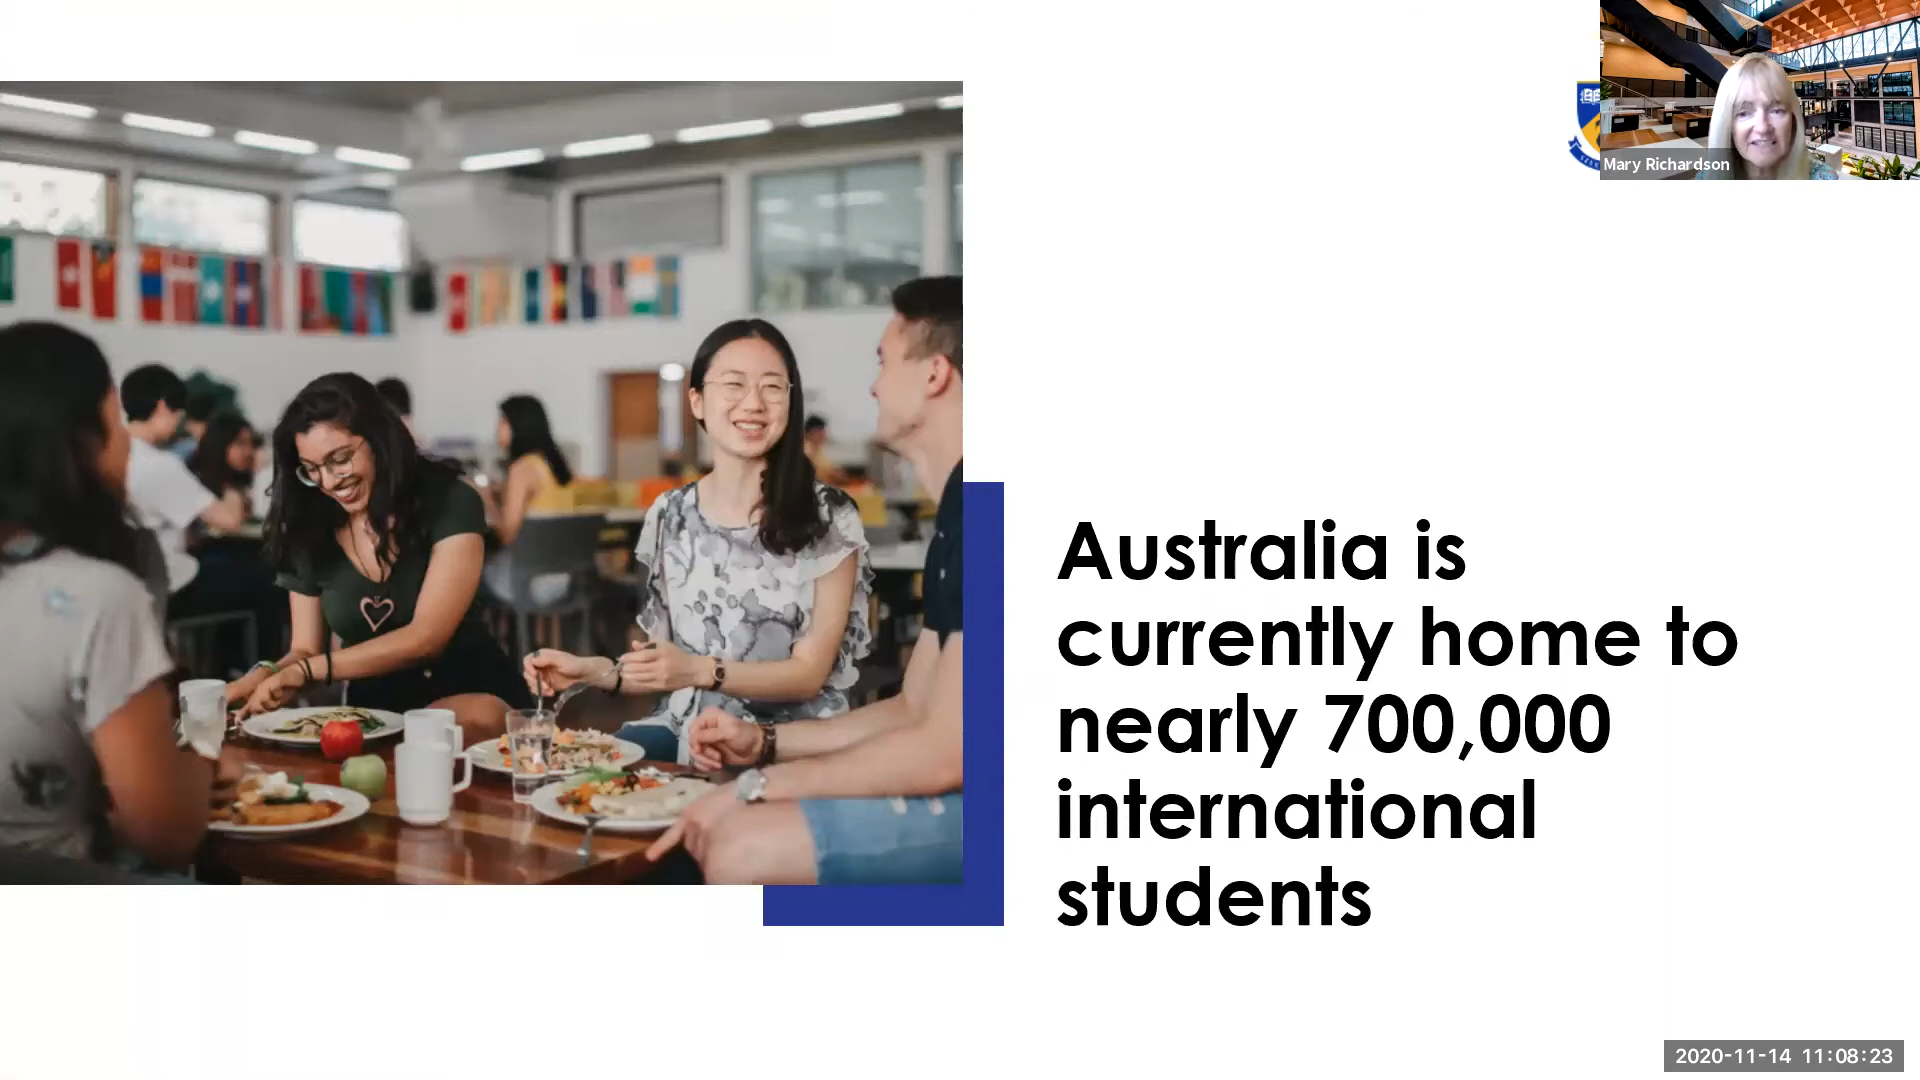 Mary Richardson
Australia is
currently home to
nearly 700,000
international
students
2020-11-14 11:08:23